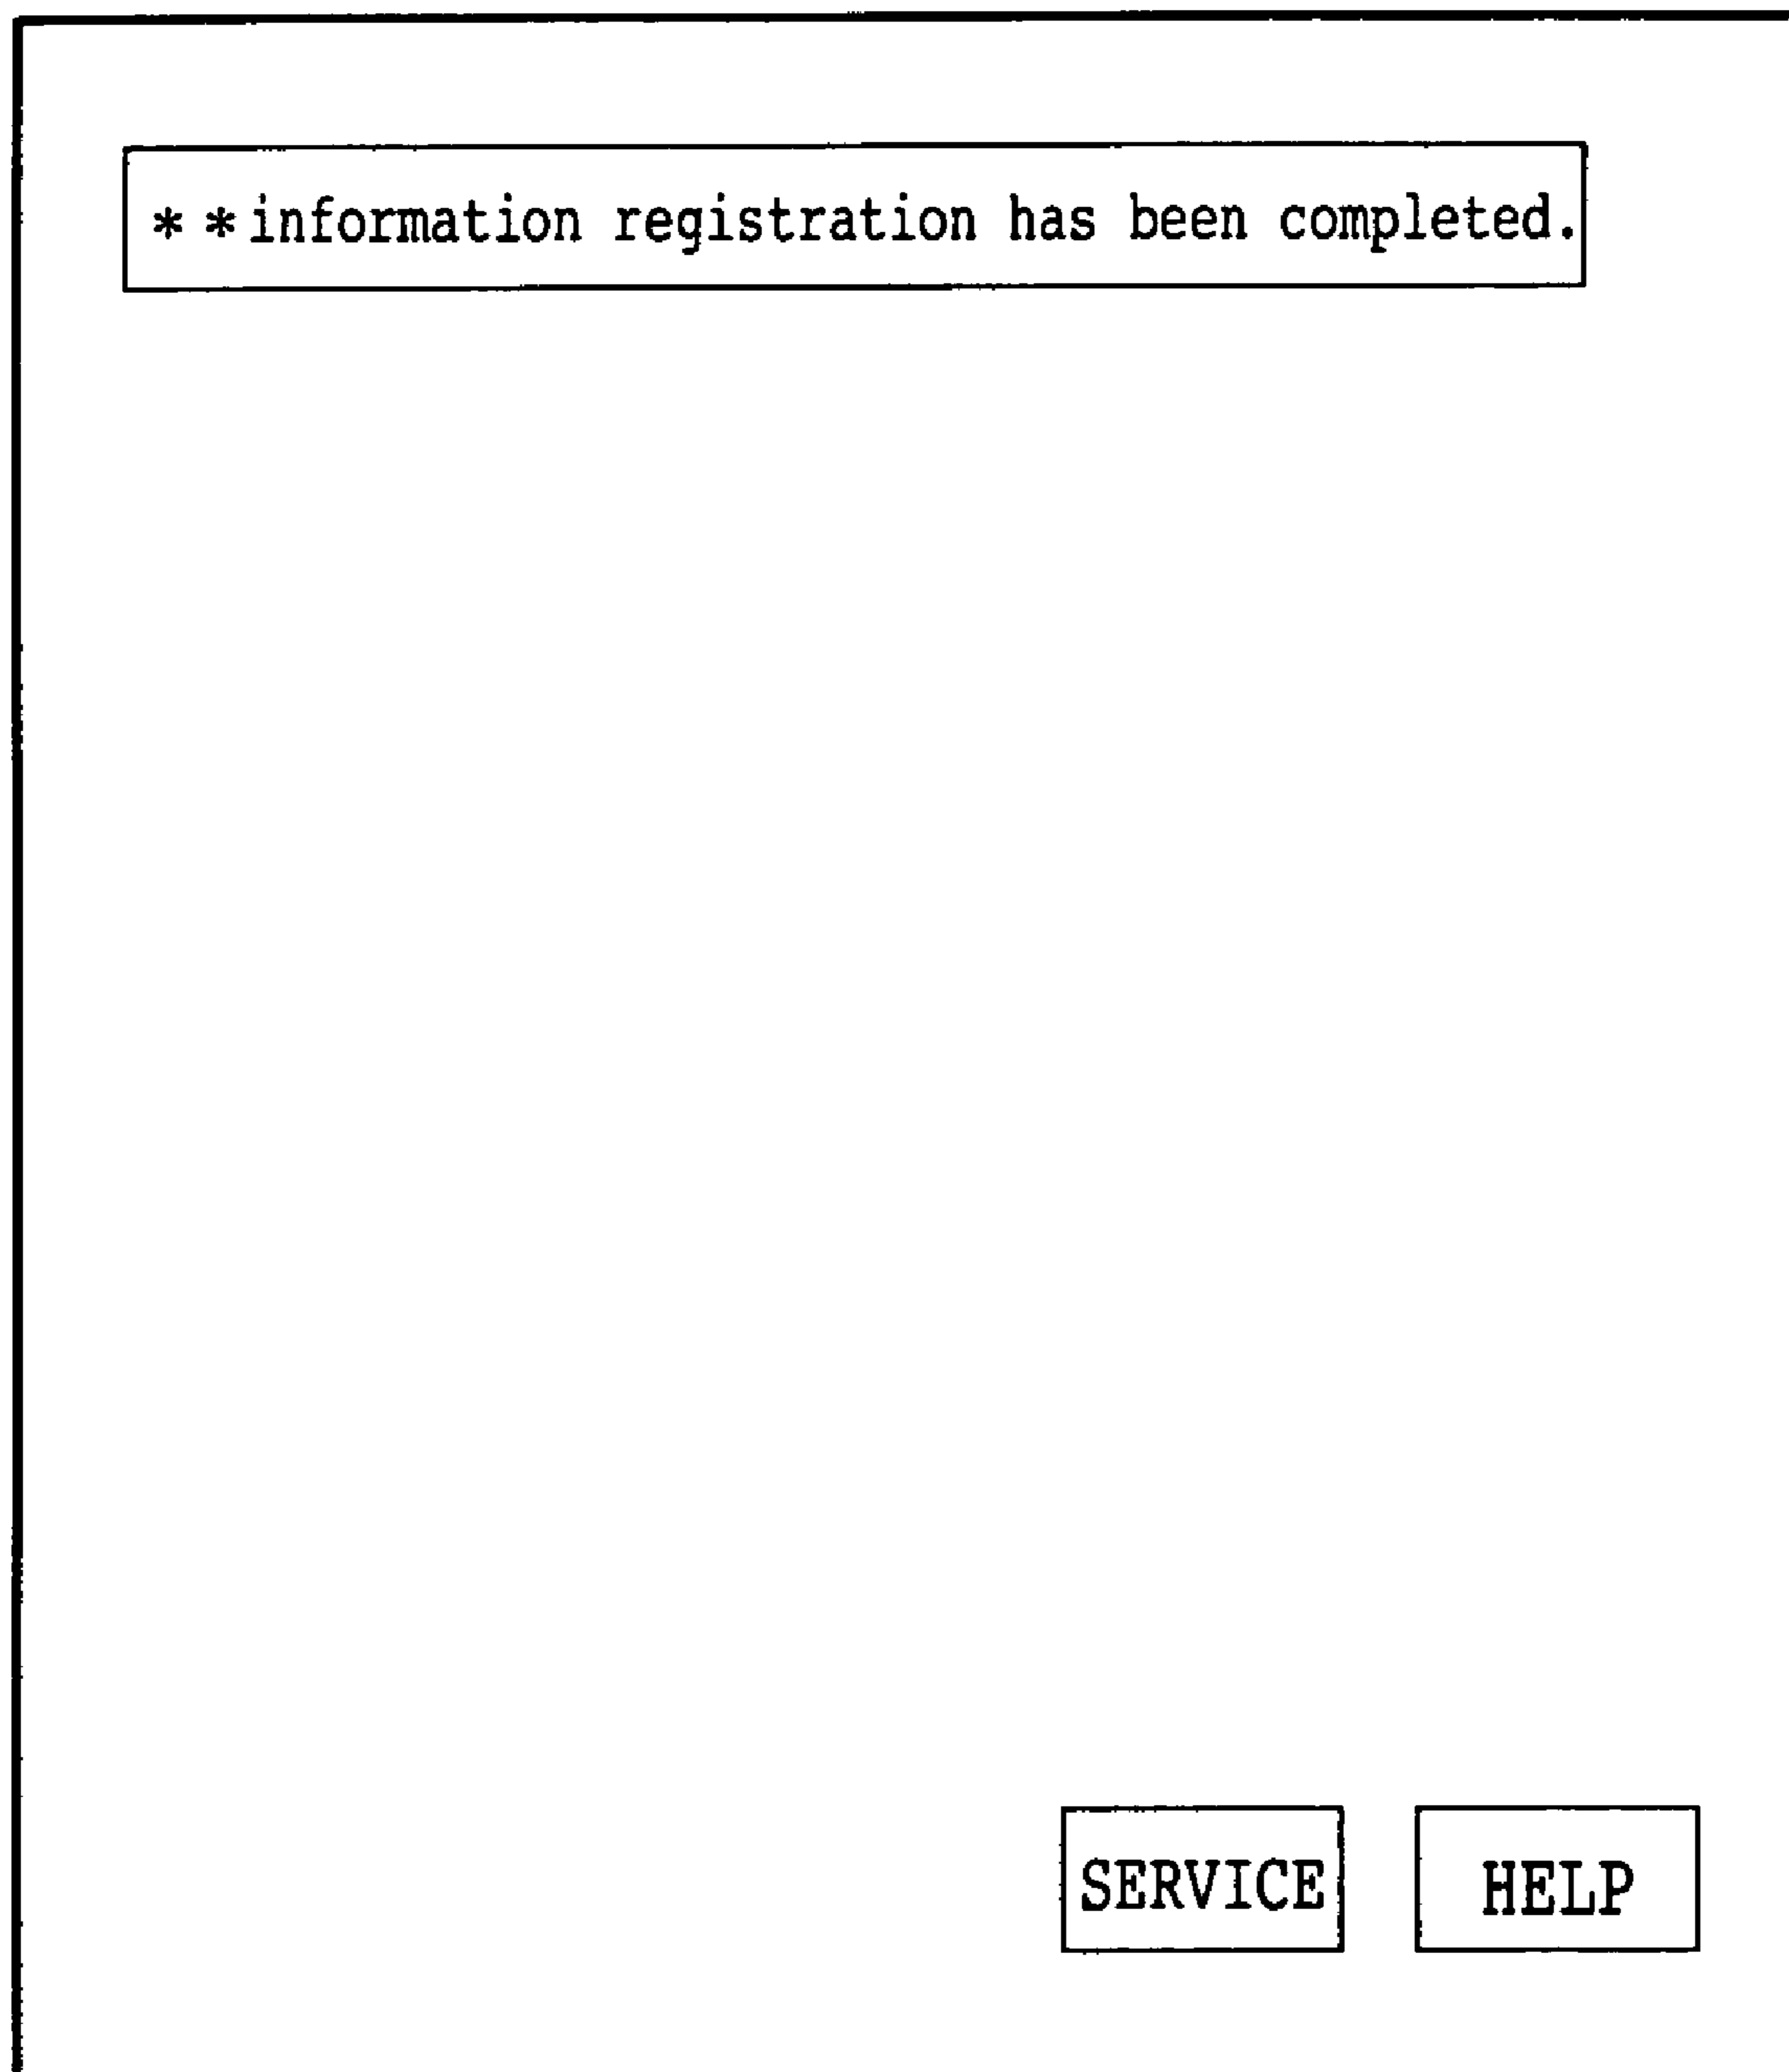 **information registration has been completed.
SERVICE HELP